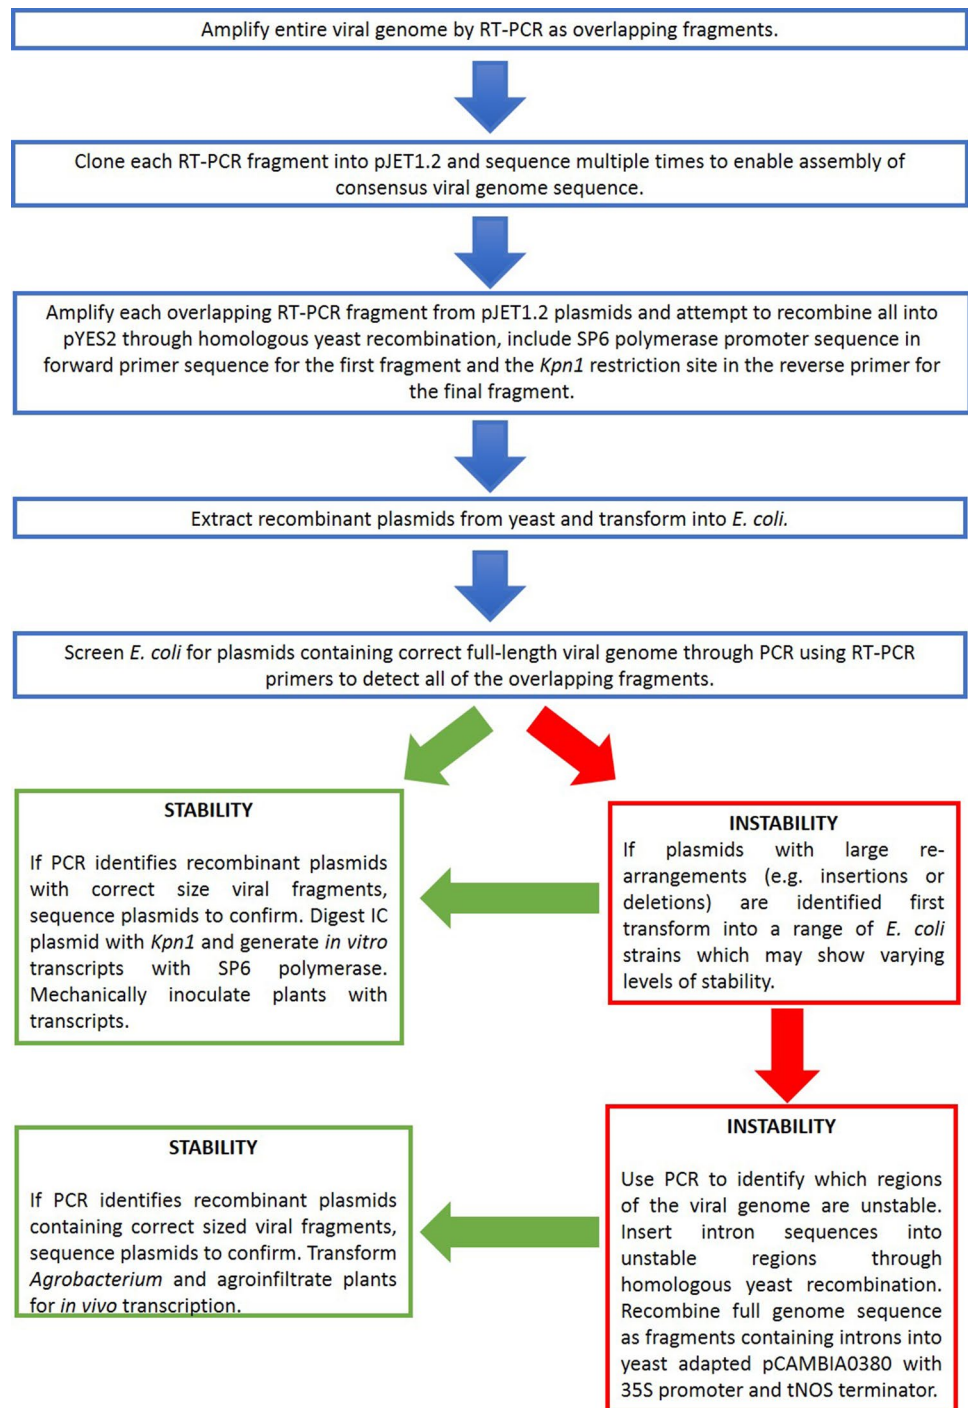 Amplify entire viral genome by RT-PCR as overlapping fragments.
Clone each RT-PCR fragment into pJET1.2 and sequence multiple times to enable assembly of
consensus viral genome sequence.
Amplify each overlapping RT-PCR fragment from pJET1.2 plasmids and attempt to recombine all into
pYES2 through homologous yeast recombination, include SP6 polymerase promoter sequence in
forward primer sequence for the first fragment and the Kpn1 restriction site in the reverse primer for
the final fragment.
Extract recombinant plasmids from yeast and transform into E. coli.
Screen E. coli for plasmids containing correct full-length viral genome through PCR using RT-PCR
primers to detect all of the overlapping fragments.
STABILITY
If PCR identifies recombinant plasmids
with correct size viral fragments,
sequence plasmids to confirm. Digest IC
plasmid with Kpn1 and generate in vitro
transcripts with SP6 polymerase.
Mechanically inoculate plants with
transcripts.
INSTABILITY
If plasmids with large re-
arrangements (e.g. insertions or
deletions) are identified first
transform into a range of E. coli
strains which may show varying
levels of stability.
STABILITY
If PCR identifies recombinant plasmids
containing correct sized viral fragments,
sequence plasmids to confirm. Transform
Agrobacterium and agroinfiltrate plants
for in vivo transcription.
INSTABILITY
Use PCR to identify which regions
of the viral genome are unstable.
Insert intron sequences into
unstable regions through
homologous yeast recombination.
Recombine full genome sequence
as fragments containing introns into
yeast adapted pCAMBIA0380 with
35S promoter and tNOS terminator.